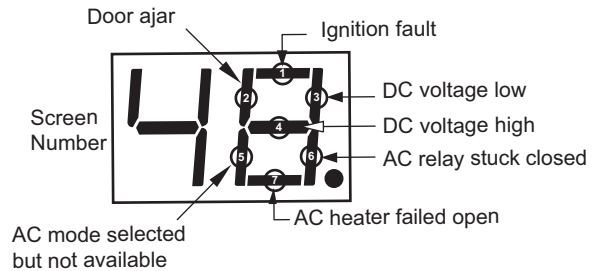 Door ajar
Ignition fault
1
2
3
DC voltage low
Screen
Number
4
4
DC voltage high
5
6
AC relay stuck closed
7
AC heater failed open
AC mode selected
but not available